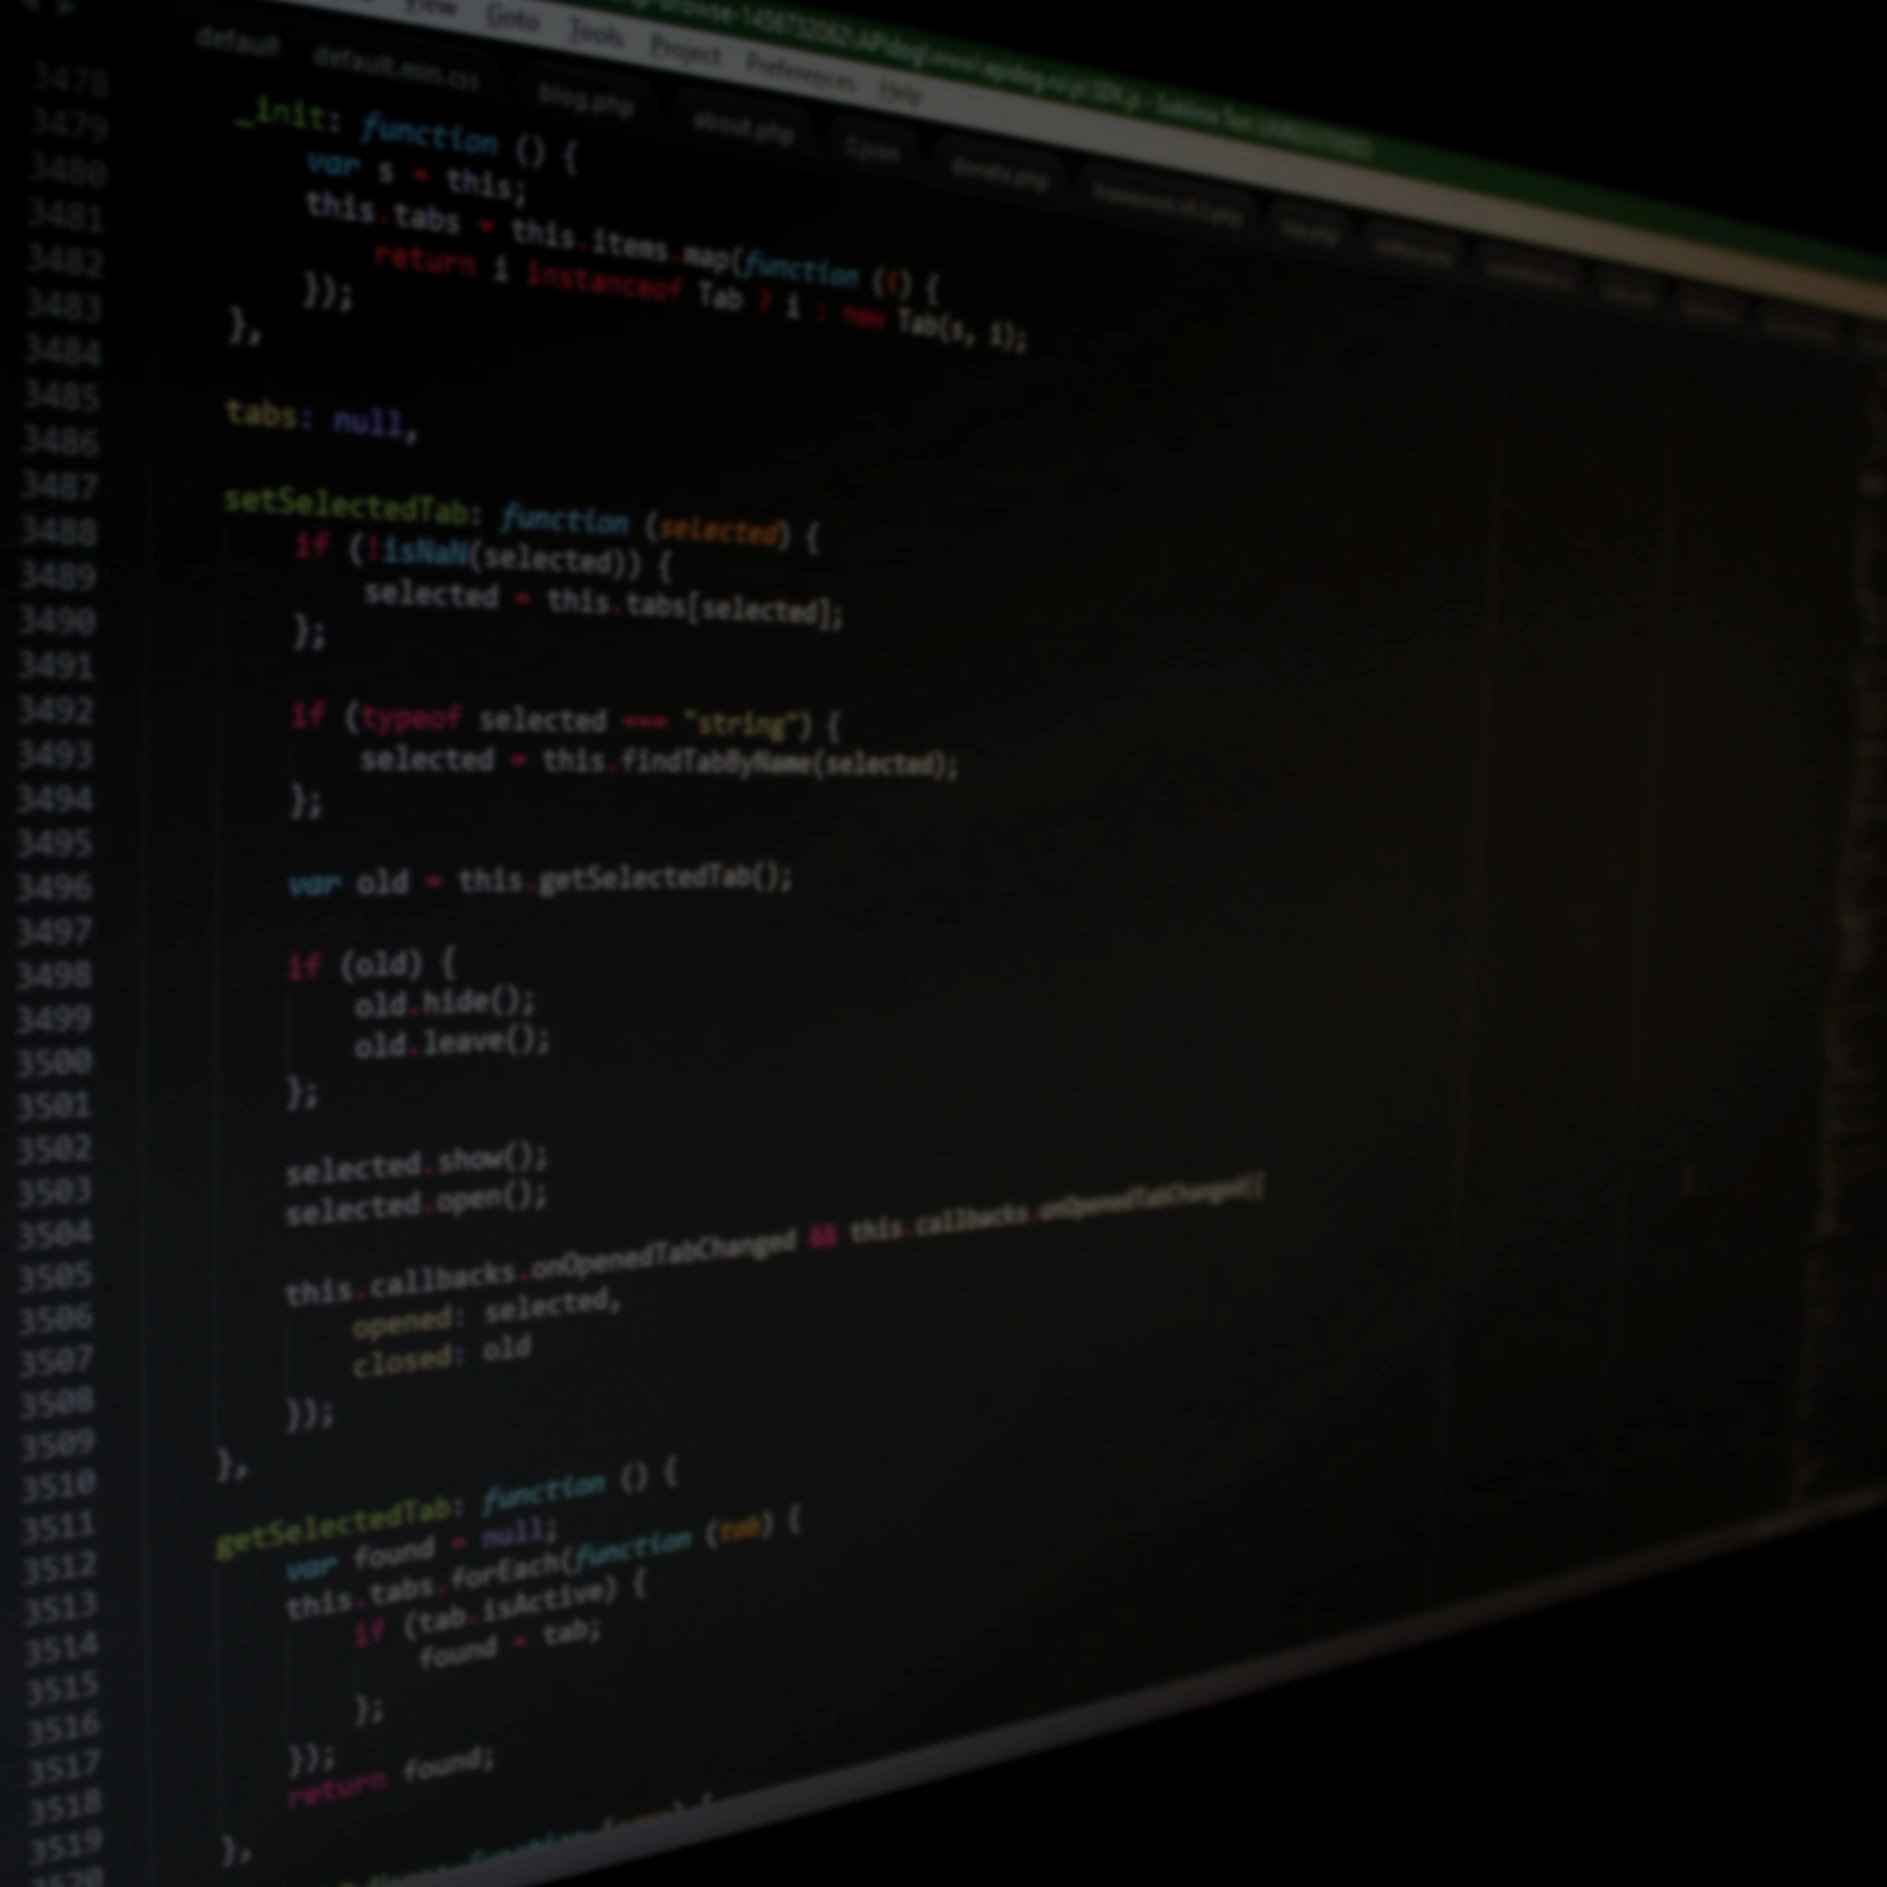 View Goto Tools Project Preferences Help
default default.min.css blog.php about.php donate.php
3478
3479 _init: function () {
3480 var s = this;
3481 this.tabs = this.items.map(function (i) {
3482 return i instanceof Tab ? i : new Tab(s, i);
3483 });
3484 },
3485
3486 tabs: null,
3487
3488 setSelectedTab: function (selected) {
3489 if (!isNaN(selected)) {
3490 selected = this.tabs[selected];
3491 };
3492
3493 if (typeof selected === "string") {
3494 selected = this.findTabByName(selected);
3495 };
3496
3497 var old = this.getSelectedTab();
3498
3499 if (old) {
3500 old.hide();
3501 old.leave();
3502 };
3503
3504 selected.show();
3505 selected.open();
3506
3507 this.callbacks.onOpenedTabChanged && this.callbacks.onOpenedTabChanged({
3508 opened: selected,
3509 closed: old
3510 });
3511 },
3512 getSelectedTab: function () {
3513 var found = null;
3514 this.tabs.forEach(function (tab) {
3515 if (tab.isActive) {
3516 found = tab;
3517 };
3518 });
3519 return found;
3520 },